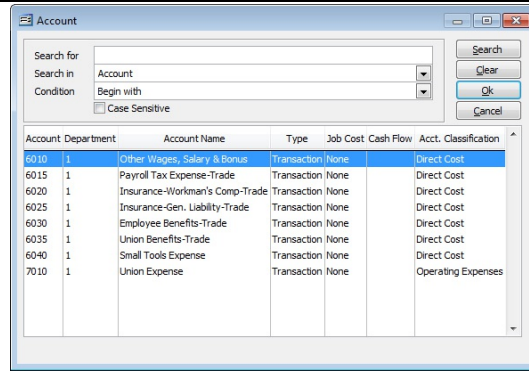 Account
Search for
Search in Account
Condition Begin with
Case Sensitive
Search
Clear
Ok
Cancel
Account Department Account Name Type Job Cost Cash Flow Acct. Classification
6010 1 Other Wages, Salary & Bonus Transaction None Direct Cost
6015 1 Payroll Tax Expense-Trade Transaction None Direct Cost
6020 1 Insurance-Workman's Comp-Trade Transaction None Direct Cost
6025 1 Insurance-Gen. Liability-Trade Transaction None Direct Cost
6030 1 Employee Benefits-Trade Transaction None Direct Cost
6035 1 Union Benefits-Trade Transaction None Direct Cost
6040 1 Small Tools Expense Transaction None Direct Cost
7010 1 Union Expense Transaction None Operating Expenses